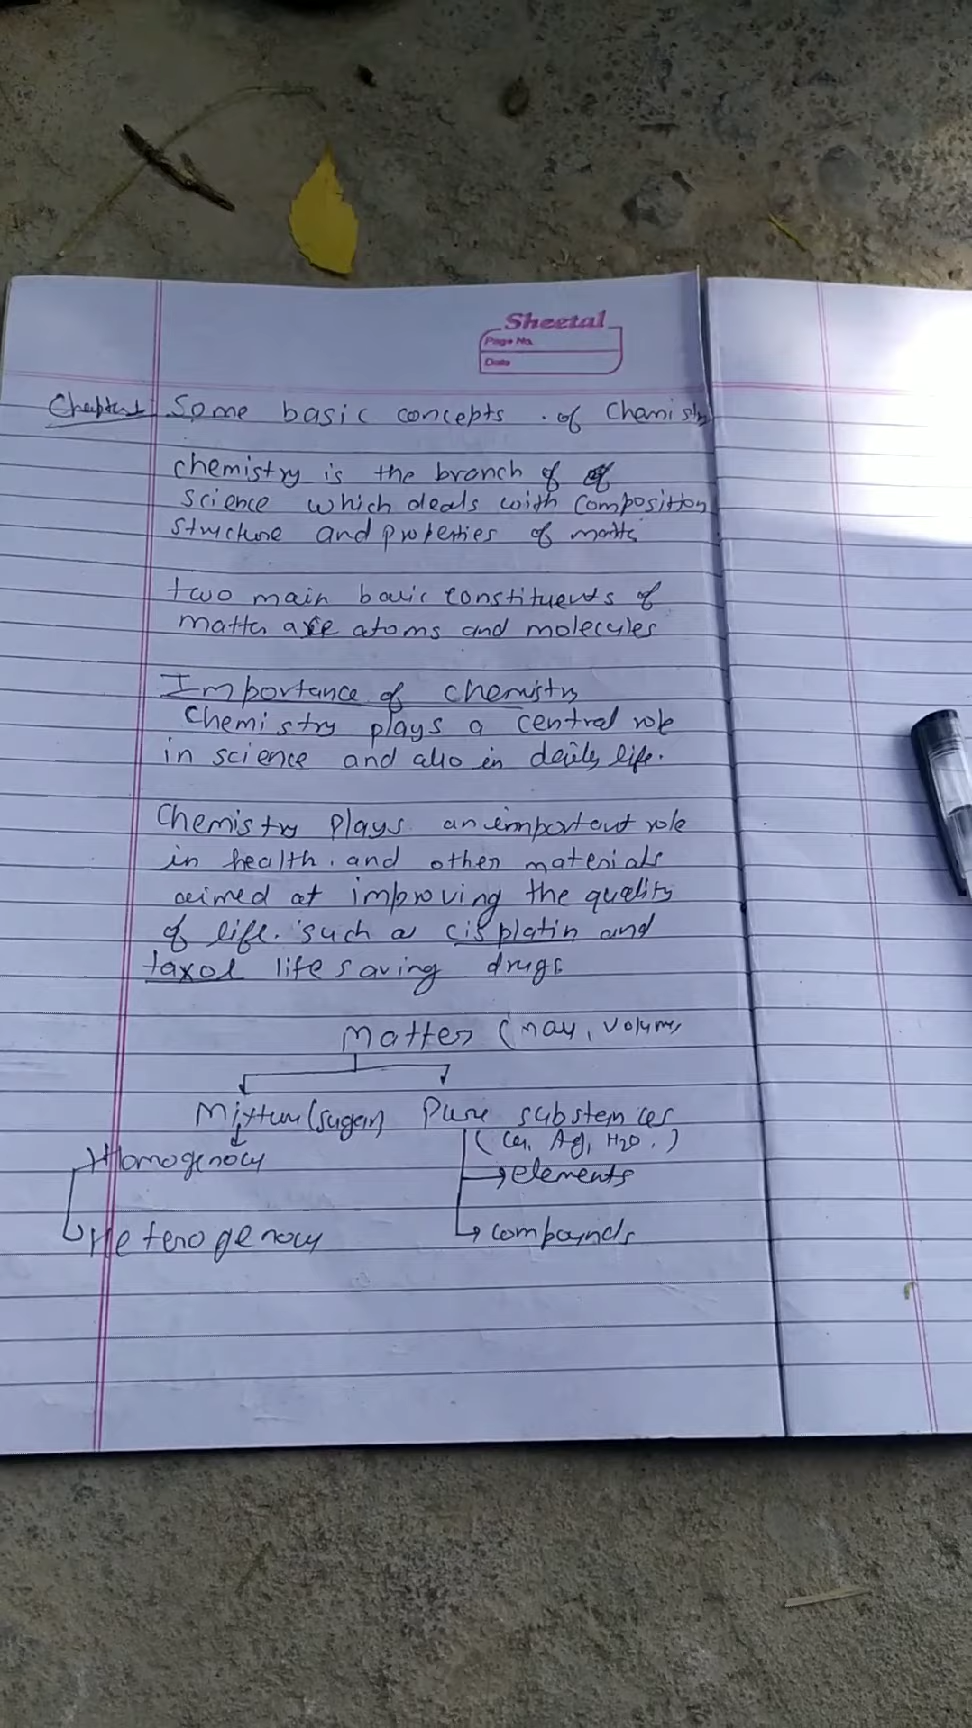 Sheetal
Page No.
Date
Chapter 1 Some basic concepts of Chemistry
chemistry is the branch of
science which deals with composition
structure and properties of matter
two main basic constituents of
matter are atoms and molecules
Importance of chemistry
Chemistry plays a central role
in science and also in daily life.
Chemistry plays an important role
in health and other materials
aimed at improving the quality
of life. such as cisplatin and
taxol life saving drugs
Matter (mass, volume
Mixture (sugar) Pure substances
( Ag, H2O.)
Homogenous
elements
Heterogenous
compounds